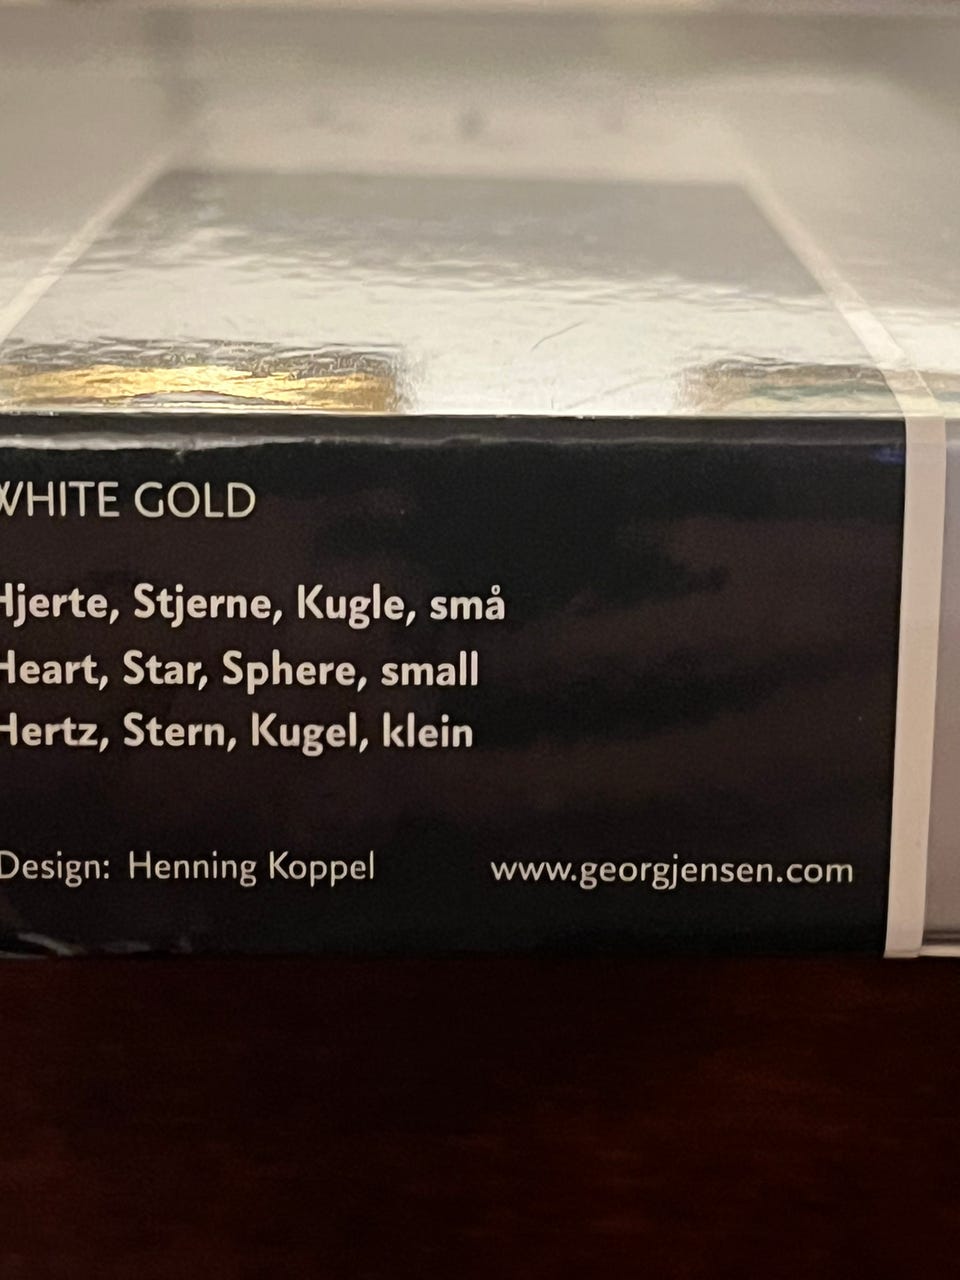 WHITE GOLD
Hjerte, Stjerne, Kugle, små
Heart, Star, Sphere, small
Hertz, Stern, Kugel, klein
Design: Henning Koppel
www.georgjensen.com